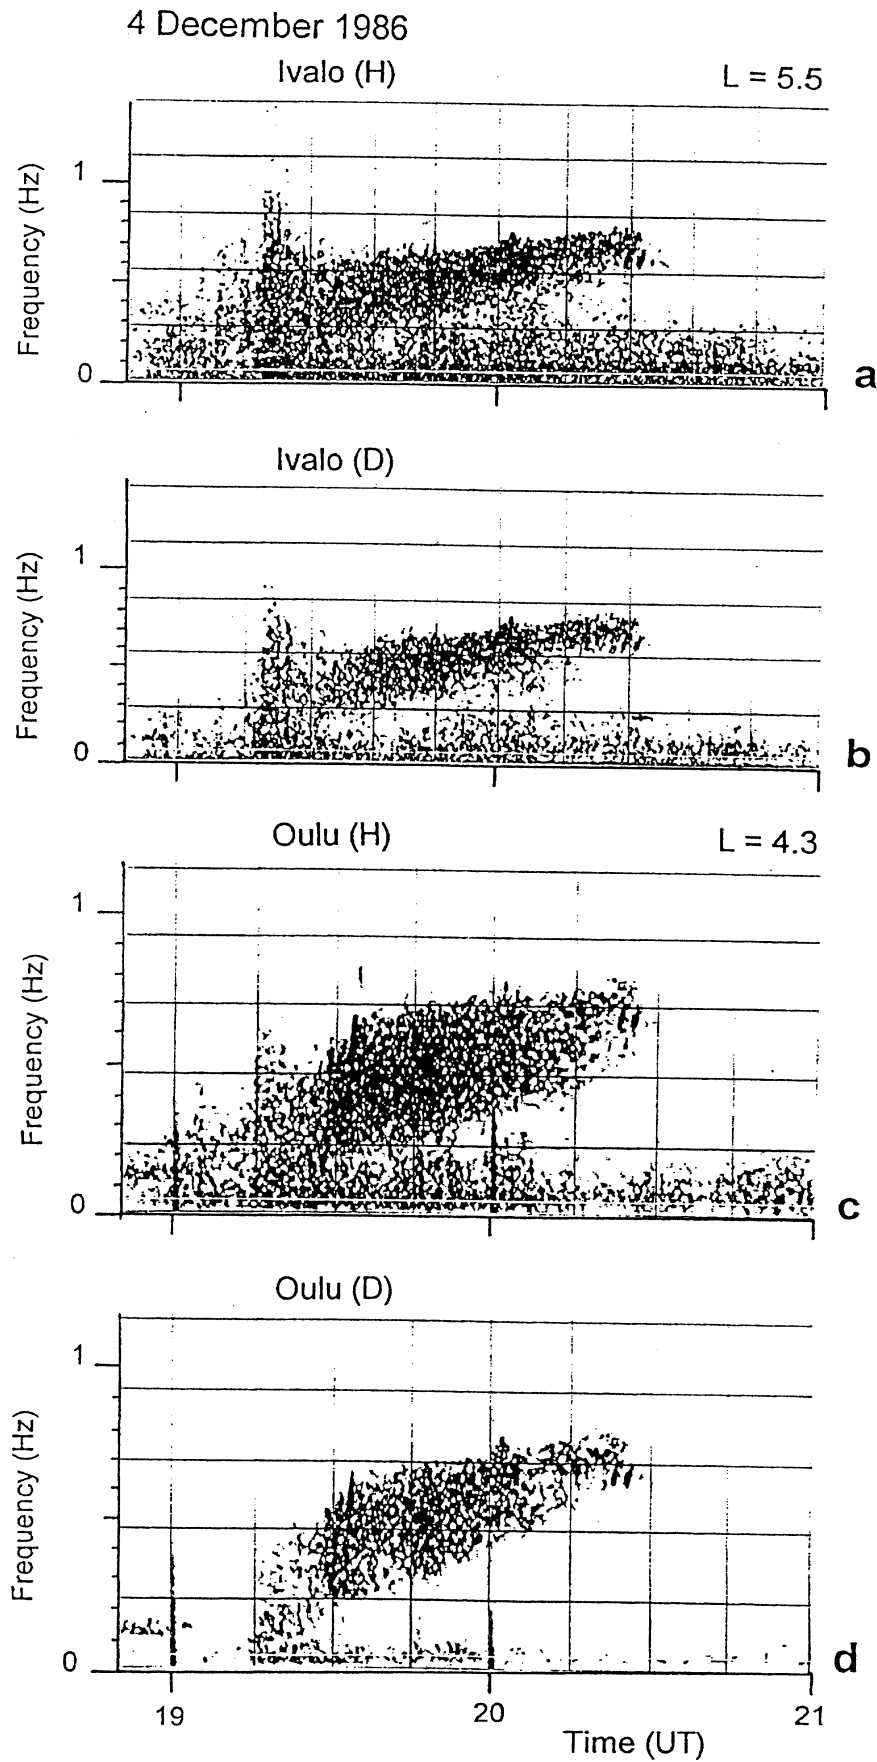 4 December 1986
Ivalo (H) L = 5.5
Frequency (Hz)
1
0
a
Ivalo (D)
Frequency (Hz)
1
0
b
Oulu (H) L = 4.3
Frequency (Hz)
1
0
c
Oulu (D)
Frequency (Hz)
1
0
d
19 20 21
Time (UT)